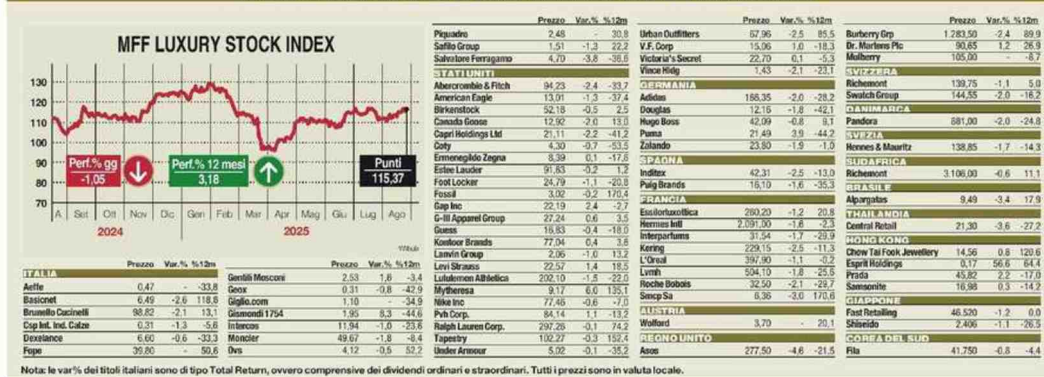 MFF LUXURY STOCK INDEX
130
120
110
100
90
80
70
Perf.% gg
-1,05
Perf.% 12 mesi
3,18
Punti
115,37
A Set Ott Nov Dic Gen Feb Mar Apr Mag Giu Lug Ago
2024 2025
Prezzo Var.% %12m
ITALIA
Aeffe 0,47 - -33,8
Basicnet 6,49 -2,6 118,6
Brunello Cucinelli 98,82 -2,1 13,1
Csp Int. Ind. Calze 0,31 -1,3 -5,6
Dexelance 6,60 -0,6 -33,3
Fope 39,80 - 50,6
Prezzo Var.% %12m
Gentili Mosconi 2,53 1,6 -3,4
Geox 0,31 -0,8 -42,9
Giglio.com 1,10 - -34,9
Gismondi 1754 1,95 8,3 -44,6
Intercos 11,94 -1,0 -23,6
Moncler 49,67 -1,8 -8,4
Ovs 4,12 -0,5 52,2
Prezzo Var.% %12m
Piquadro 2,48 - 30,8
Safilo Group 1,51 -1,3 22,2
Salvatore Ferragamo 4,70 -3,8 -36,6
STATI UNITI
Abercrombie & Fitch 94,23 -2,4 -33,7
American Eagle 13,01 -1,3 -37,4
Birkenstock 52,18 -0,5 2,5
Canada Goose 12,92 -2,0 13,0
Capri Holdings Ltd 21,11 -2,2 -41,2
Coty 4,30 -0,7 -53,5
Ermenegildo Zegna 8,39 0,1 -17,6
Estee Lauder 91,63 -0,2 1,2
Foot Locker 24,79 -1,1 -20,8
Fossil 3,02 -0,2 170,4
Gap Inc 22,19 2,4 -2,7
G-III Apparel Group 27,24 0,6 3,5
Guess 16,83 -0,4 -18,0
Kontoor Brands 77,04 0,4 3,8
Lanvin Group 2,06 -1,0 13,2
Levi Strauss 22,57 1,4 18,5
Lululemon Athletica 202,10 -1,5 -22,0
Mytheresa 9,17 6,0 135,1
Nike Inc 77,46 -0,6 -7,0
Pvh Corp. 84,14 1,1 -13,2
Ralph Lauren Corp. 297,26 -0,1 74,2
Tapestry 102,27 -0,3 152,4
Under Armour 5,02 -0,1 -35,2
Prezzo Var.% %12m
Urban Outfitters 67,96 -2,5 85,5
V.F. Corp 15,06 1,0 -18,3
Victoria's Secret 22,70 0,1 -5,3
Vince Hldg 1,43 -2,1 -23,1
GERMANIA
Adidas 166,35 -2,0 -28,2
Douglas 12,16 -1,8 -42,1
Hugo Boss 42,09 -0,8 9,1
Puma 21,49 3,9 -44,2
Zalando 23,80 -1,9 -1,0
SPAGNA
Inditex 42,31 -2,5 -13,0
Puig Brands 16,10 -1,6 -35,3
FRANCIA
Essilorluxottica 260,20 -1,2 20,8
Hermes Intl 2.091,00 -1,6 -2,3
Interparfums 31,54 -1,7 -29,9
Kering 229,15 -2,5 -11,3
L'Oreal 397,90 -1,1 -0,2
Lvmh 504,10 -1,8 -25,6
Roche Bobois 32,50 -2,1 -29,7
Smcp Sa 6,36 -3,0 170,6
AUSTRIA
Wolford 3,70 - 20,1
REGNO UNITO
Asos 277,50 -4,6 -21,5
Prezzo Var.% %12m
Burberry Grp 1.283,50 -2,4 89,9
Dr. Martens Plc 90,65 1,2 26,9
Mulberry 105,00 - -8,7
SVIZZERA
Richemont 139,75 -1,1 5,0
Swatch Group 144,55 -2,0 -16,2
DANIMARCA
Pandora 881,00 -2,0 -24,8
SVEZIA
Hennes & Mauritz 138,85 -1,7 -14,3
SUDAFRICA
Richemont 3.106,00 -0,6 11,1
BRASILE
Alpargatas 9,49 -3,4 17,9
THAILANDIA
Central Retail 21,30 -3,6 -27,2
HONG KONG
Chow Tai Fook Jewellery 14,56 0,8 120,6
Esprit Holdings 0,17 56,6 64,4
Prada 45,82 2,2 -17,0
Samsonite 16,98 0,3 -14,2
GIAPPONE
Fast Retailing 46.520 -1,2 0,0
Shiseido 2.406 -1,1 -26,5
COREA DEL SUD
Fila 41.750 -0,8 -4,4
Nota: le var% dei titoli italiani sono di tipo Total Return, ovvero comprensive dei dividendi ordinari e straordinari. Tutti i prezzi sono in valuta locale.